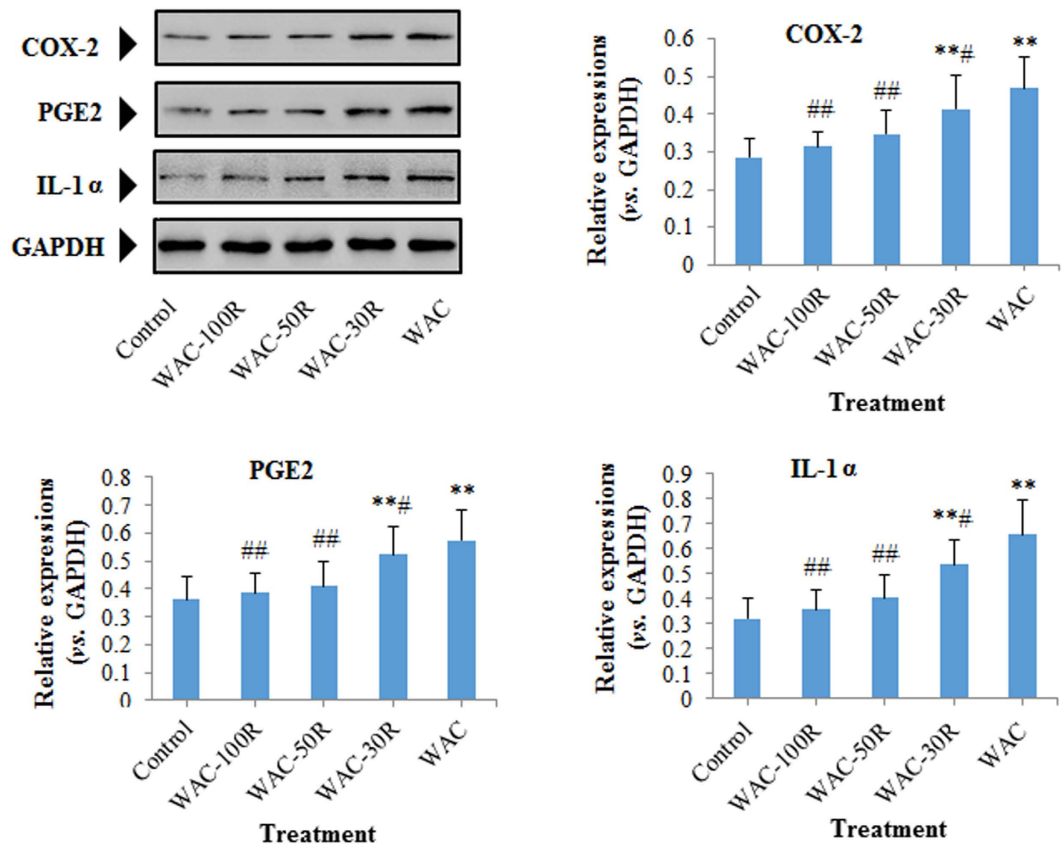 COX-2
PGE2
IL-1 α
GAPDH
Control
WAC-100R
WAC-50R
WAC-30R
WAC
COX-2
Relative expressions
(vs. GAPDH)
0.6
0.5
0.4
0.3
0.2
0.1
0
##
##
**#
**
Control
WAC-100R
WAC-50R
WAC-30R
WAC
Treatment
PGE2
Relative expressions
(vs. GAPDH)
0.8
0.7
0.6
0.5
0.4
0.3
0.2
0.1
0
##
##
**#
**
Control
WAC-100R
WAC-50R
WAC-30R
WAC
Treatment
IL-1 α
Relative expressions
(vs. GAPDH)
0.9
0.8
0.7
0.6
0.5
0.4
0.3
0.2
0.1
0
##
##
**#
**
Control
WAC-100R
WAC-50R
WAC-30R
WAC
Treatment